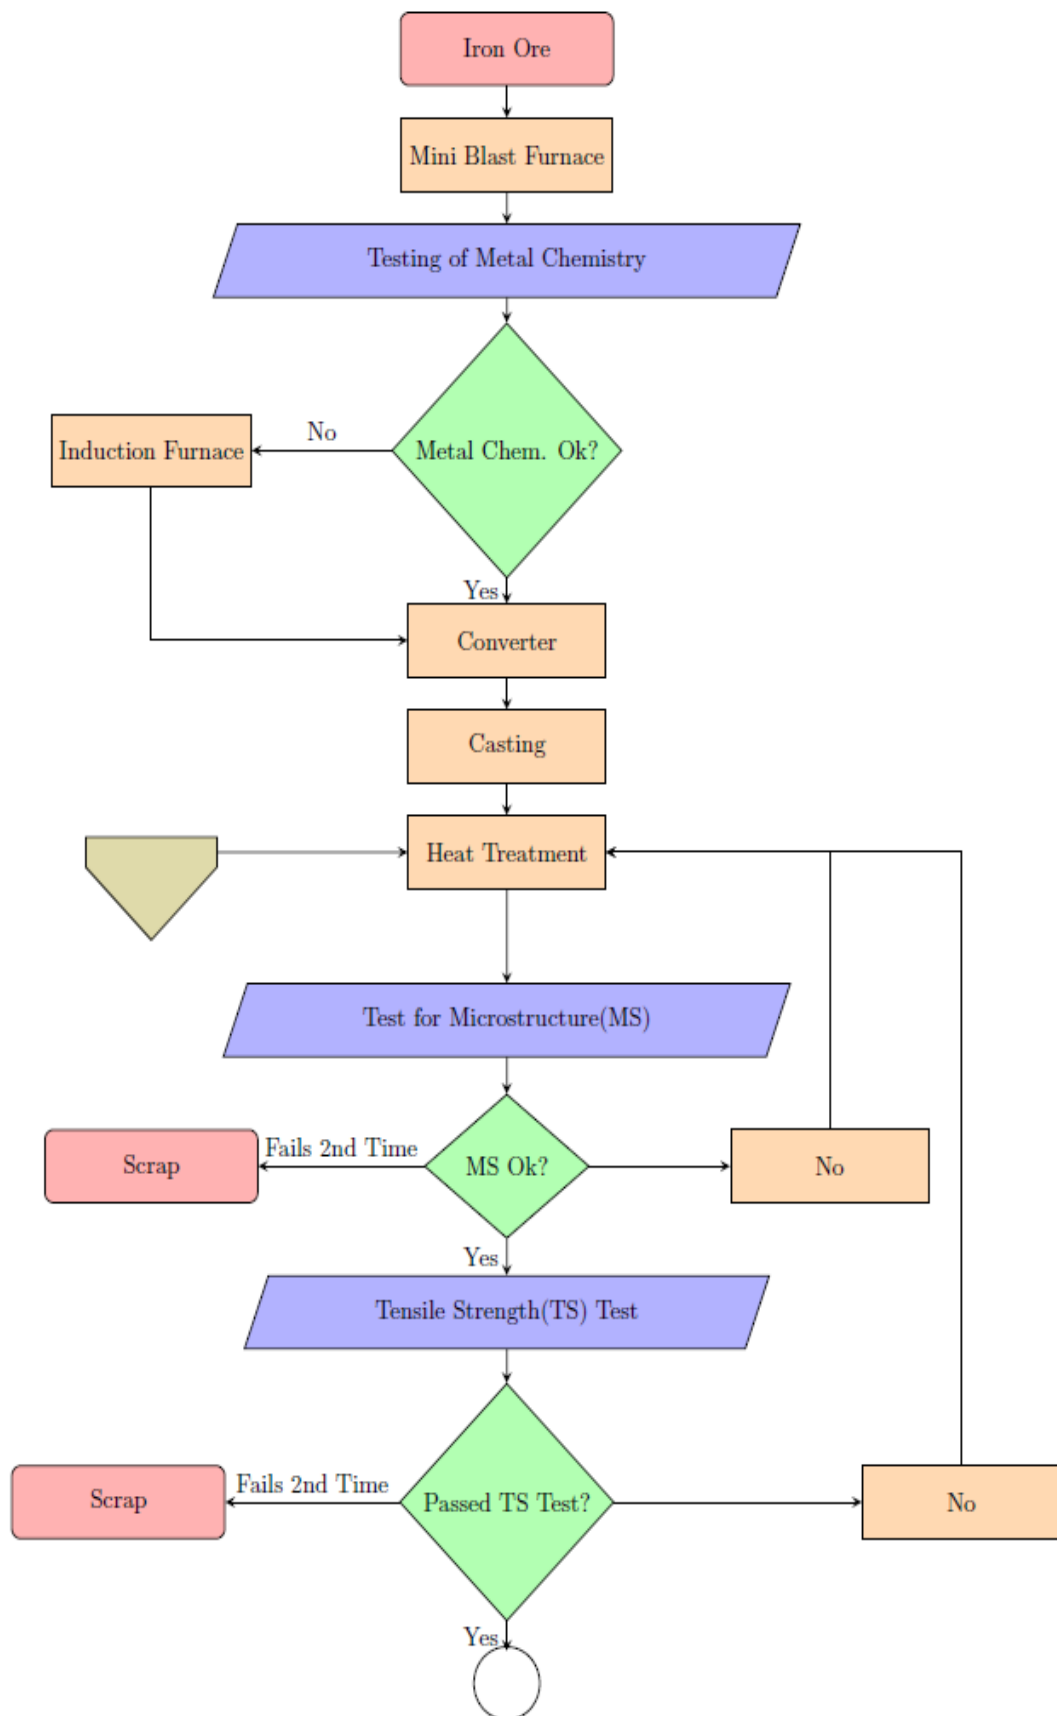 Iron Ore
Mini Blast Furnace
Testing of Metal Chemistry
No
Induction Furnace
Metal Chem. Ok?
Yes
Converter
Casting
Heat Treatment
Test for Microstructure(MS)
Scrap
Fails 2nd Time
MS Ok?
No
Yes
Tensile Strength(TS) Test
Scrap
Fails 2nd Time
Passed TS Test?
No
Yes